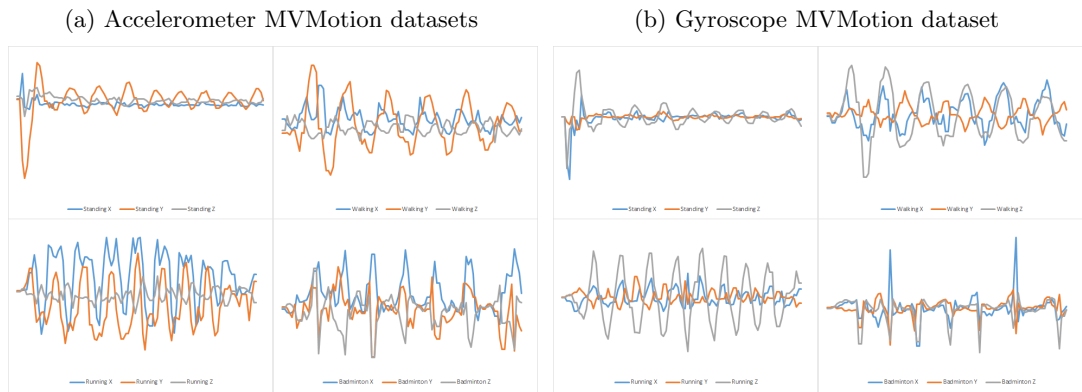 (a) Accelerometer MVMotion datasets
(b) Gyroscope MVMotion dataset
Standing X Standing Y Standing Z
Walking X Walking Y Walking Z
Standing X Standing Y Standing Z
Walking X Walking Y Walking Z
Running X Running Y Running Z
Badminton X Badminton Y Badminton Z
Running X Running Y Running Z
Badminton X Badminton Y Badminton Z